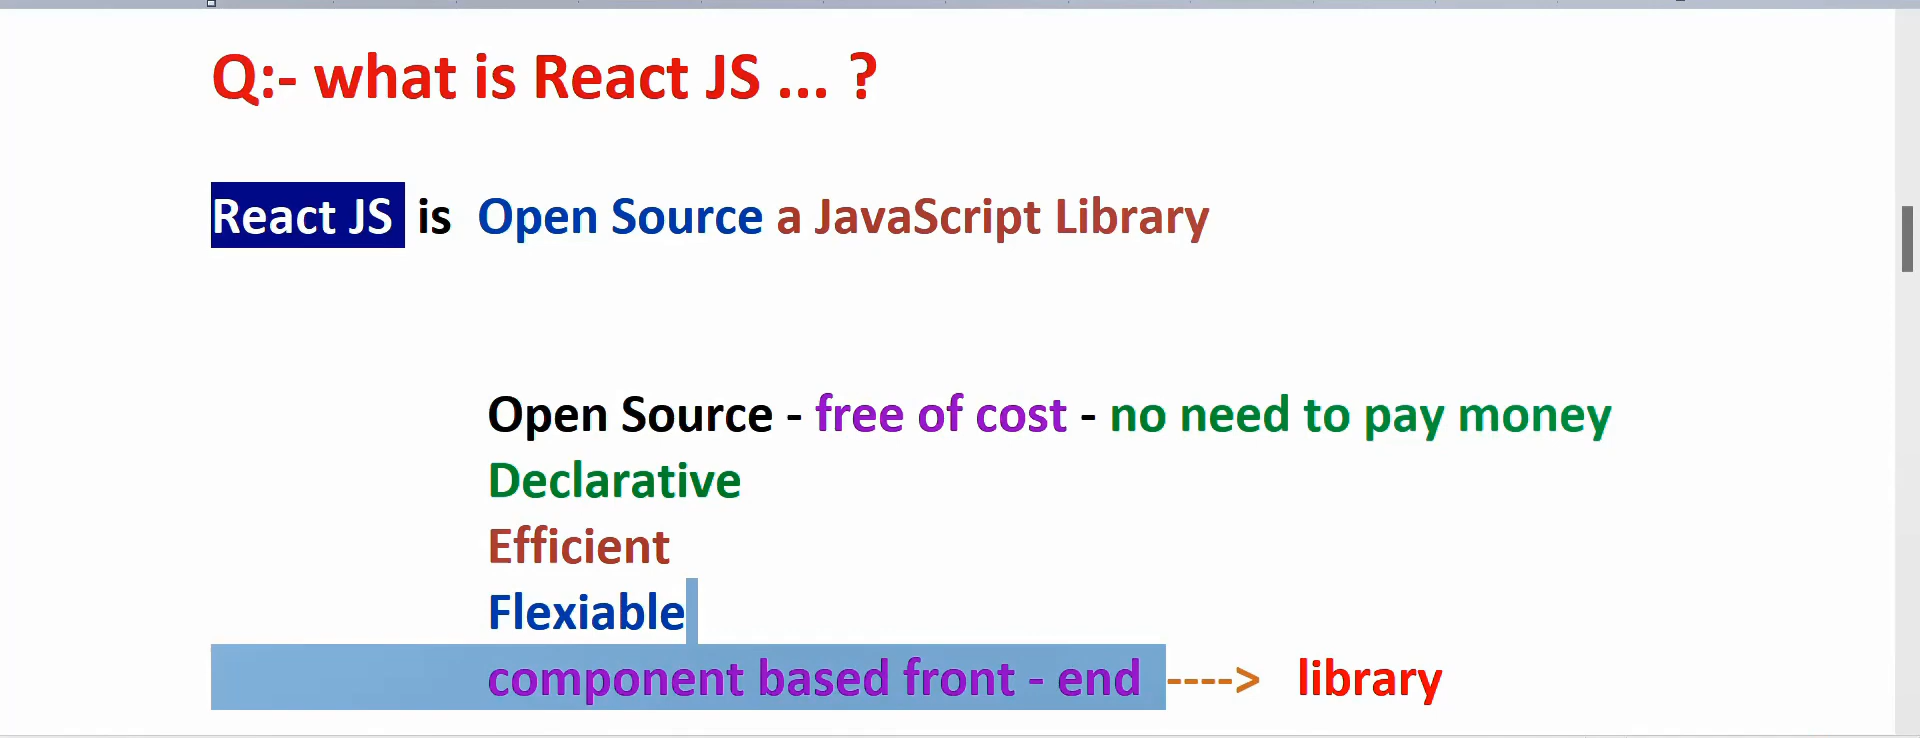 Q:- what is React JS ... ?
React JS is Open Source a JavaScript Library
Open Source - free of cost - no need to pay money
Declarative
Efficient
Flexiable
component based front - end ----> library